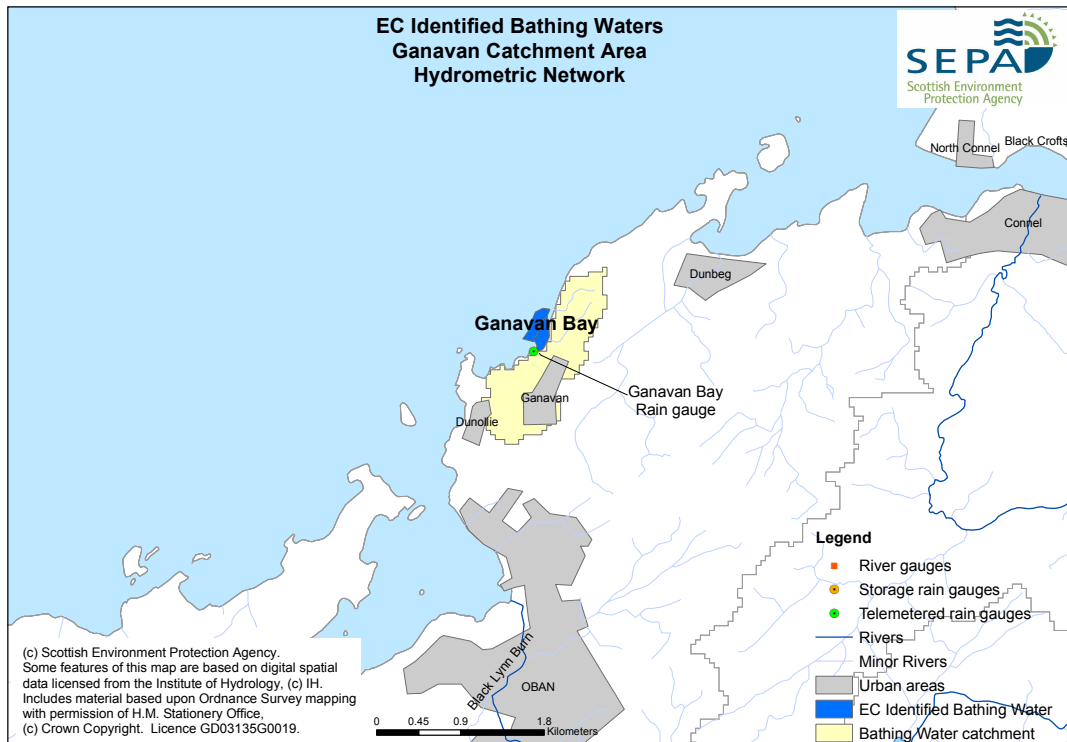 EC Identified Bathing Waters
Ganavan Catchment Area
Hydrometric Network
SEPA
Scottish Environment
Protection Agency
North Connel
Black Crofts
Connel
Dunbeg
Ganavan Bay
Ganavan Bay
Rain gauge
Ganavan
Dunollie
Legend
River gauges
Storage rain gauges
Telemetered rain gauges
Rivers
Minor Rivers
Urban areas
EC Identified Bathing Water
Bathing Water catchment
Black Lynn Burn
OBAN
(c) Scottish Environment Protection Agency.
Some features of this map are based on digital spatial
data licensed from the Institute of Hydrology, (c) IH.
Includes material based upon Ordnance Survey mapping
with permission of H.M. Stationery Office,
(c) Crown Copyright. Licence GD03135G0019.
0 0.45 0.9 1.8
Kilometers